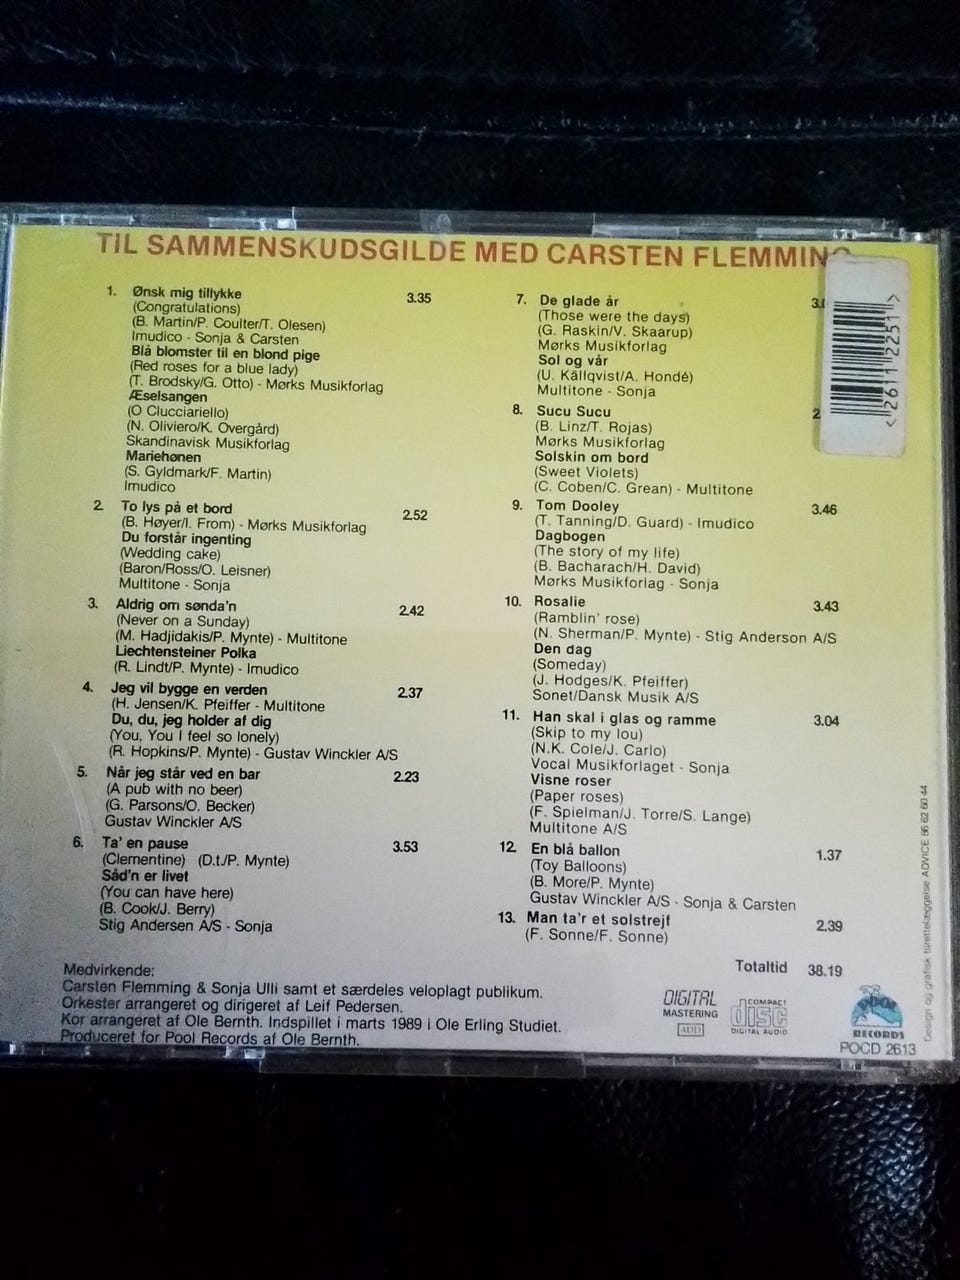 TIL SAMMENSKUDSGILDE MED CARSTEN FLEMMING
1. Ønsk mig tillykke 3.35
(Congratulations)
(B. Martin/P. Coulter/T. Olesen)
Imudico - Sonja & Carsten
Blå blomster til en blond pige
(Red roses for a blue lady)
(T. Brodsky/G. Otto) - Mørks Musikforlag
Æselsangen
(O Clucciariello)
(N. Oliviero/K. Overgård)
Skandinavisk Musikforlag
Mariehønen
(S. Gyldmark/F. Martin)
Imudico
2. To lys på et bord 2.52
(B. Høyer/I. From) - Mørks Musikforlag
Du forstår ingenting
(Wedding cake)
(Baron/Ross/O. Leisner)
Multitone - Sonja
3. Aldrig om sønda'n 2.42
(Never on a Sunday)
(M. Hadjidakis/P. Mynte) - Multitone
Liechtensteiner Polka
(R. Lindt/P. Mynte) - Imudico
4. Jeg vil bygge en verden 2.37
(H. Jensen/K. Pfeiffer - Multitone
Du, du, jeg holder af dig
(You, You I feel so lonely)
(R. Hopkins/P. Mynte) - Gustav Winckler A/S
5. Når jeg står ved en bar 2.23
(A pub with no beer)
(G. Parsons/O. Becker)
Gustav Winckler A/S
6. Ta' en pause 3.53
(Clementine) (D.t./P. Mynte)
Såd'n er livet
(You can have here)
(B. Cook/J. Berry)
Stig Andersen A/S - Sonja
7. De glade år
(Those were the days)
(G. Raskin/V. Skaarup)
Mørks Musikforlag
Sol og vår
(U. Källqvist/A. Hondé)
Multitone - Sonja
8. Sucu Sucu
(B. Linz/T. Rojas)
Mørks Musikforlag
Solskin om bord
(Sweet Violets)
(C. Coben/C. Grean) - Multitone
9. Tom Dooley 3.46
(T. Tanning/D. Guard) - Imudico
Dagbogen
(The story of my life)
(B. Bacharach/H. David)
Mørks Musikforlag - Sonja
10. Rosalie 3.43
(Ramblin' rose)
(N. Sherman/P. Mynte) - Stig Anderson A/S
Den dag
(Someday)
(J. Hodges/K. Pfeiffer)
Sonet/Dansk Musik A/S
11. Han skal i glas og ramme 3.04
(Skip to my lou)
(N.K. Cole/J. Carlo)
Vocal Musikforlaget - Sonja
Visne roser
(Paper roses)
(F. Spielman/J. Torre/S. Lange)
Multitone A/S
12. En blå ballon 1.37
(Toy Balloons)
(B. More/P. Mynte)
Gustav Winckler A/S - Sonja & Carsten
13. Man ta'r et solstrejf 2.39
(F. Sonne/F. Sonne)
Totaltid 38.19
Medvirkende:
Carsten Flemming & Sonja Ulli samt et særdeles veloplagt publikum.
Orkester arrangeret og dirigeret af Leif Pedersen.
Kor arrangeret af Ole Bernth. Indspillet i marts 1989 i Ole Erling Studiet.
Produceret for Pool Records af Ole Bernth.
DIGITAL
MASTERING
ADD
COMPACT
disc
DIGITAL AUDIO
POOL
RECORDS
POCD 2613
Design og grafisk tilrettelæggelse ADVICE 86 62 60 44
<2611 2251>